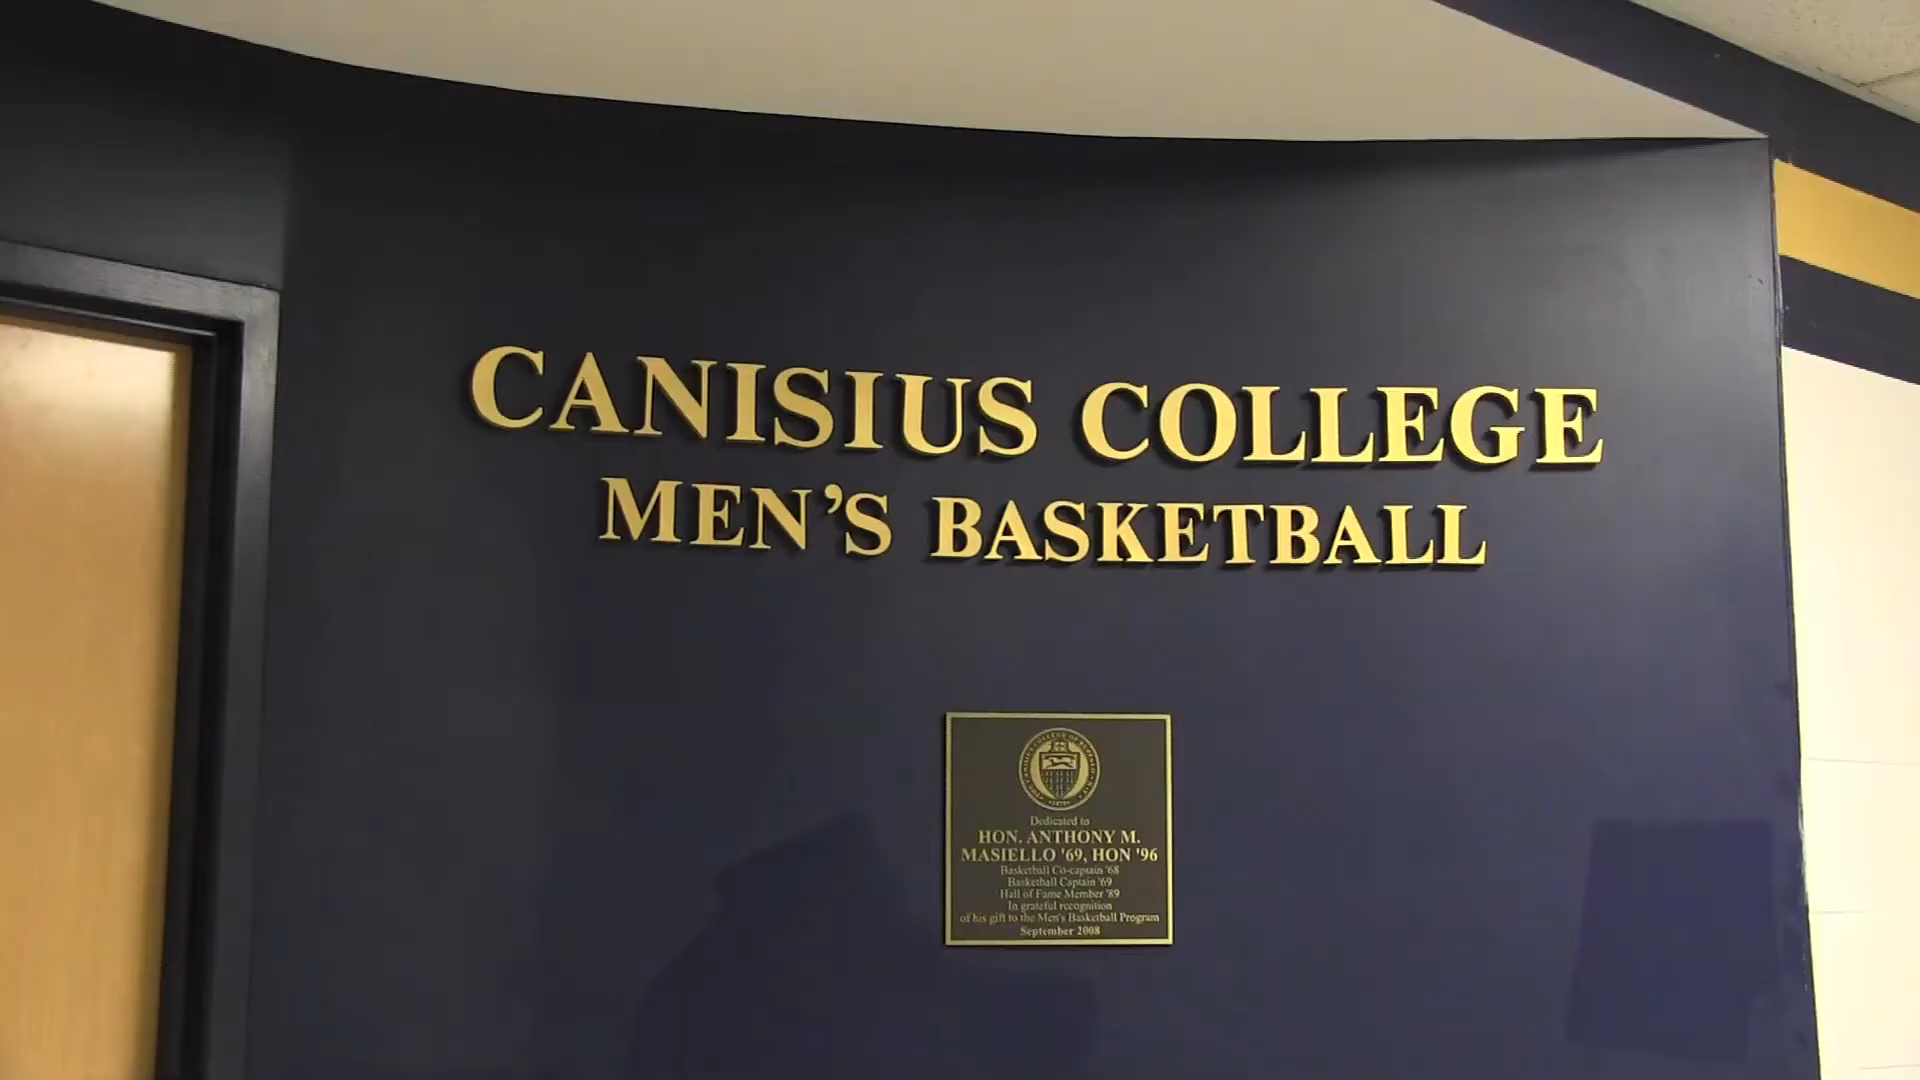 CANISIUS COLLEGE
MEN'S BASKETBALL
Dedicated to
HON. ANTHONY M.
MASIELLO '69, HON '96
Basketball Co-captain '68
Basketball Captain '69
Hall of Fame Member '89
In grateful recognition
of his gift to the Men's Basketball Program
September 2008